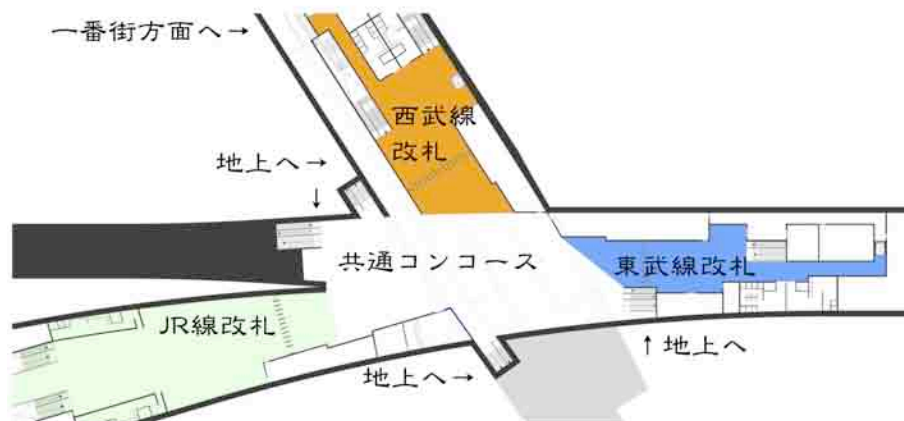 一番街方面へ→
西武線
改札
地上へ→
↓
共通コンコース
東武線改札
JR線改札
↑地上へ
地上へ→